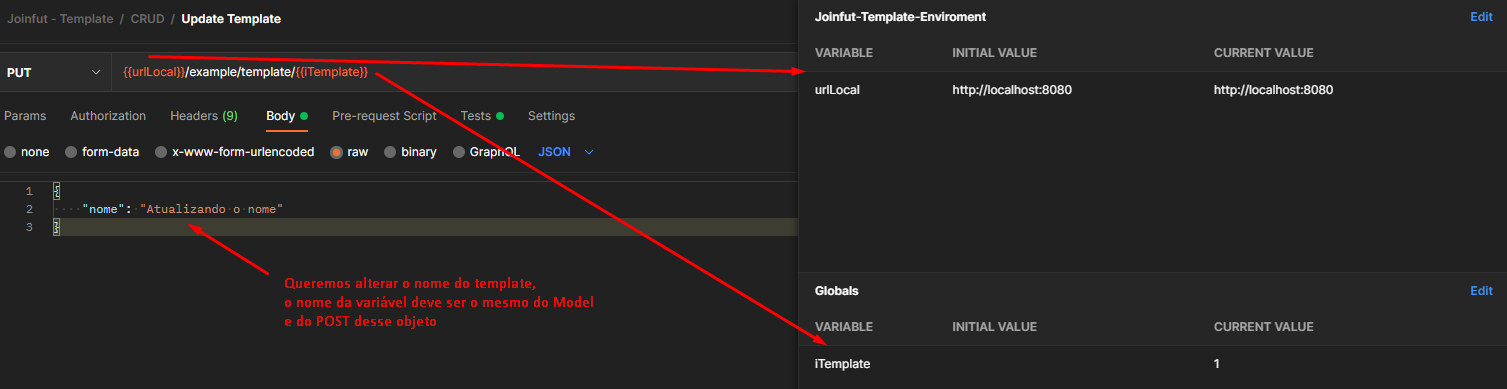 Joinfut - Template / CRUD / Update Template
PUT {{urlLocal}}/example/template/{{iTemplate}}
Params Authorization Headers (9) Body Pre-request Script Tests Settings
none form-data x-www-form-urlencoded raw binary GraphQL JSON
1 {
2 "nome": "Atualizando o nome"
3 }
Queremos alterar o nome do template,
o nome da variável deve ser o mesmo do Model
e do POST desse objeto
Joinfut-Template-Enviroment Edit
VARIABLE INITIAL VALUE CURRENT VALUE
urlLocal http://localhost:8080 http://localhost:8080
Globals Edit
VARIABLE INITIAL VALUE CURRENT VALUE
iTemplate 1